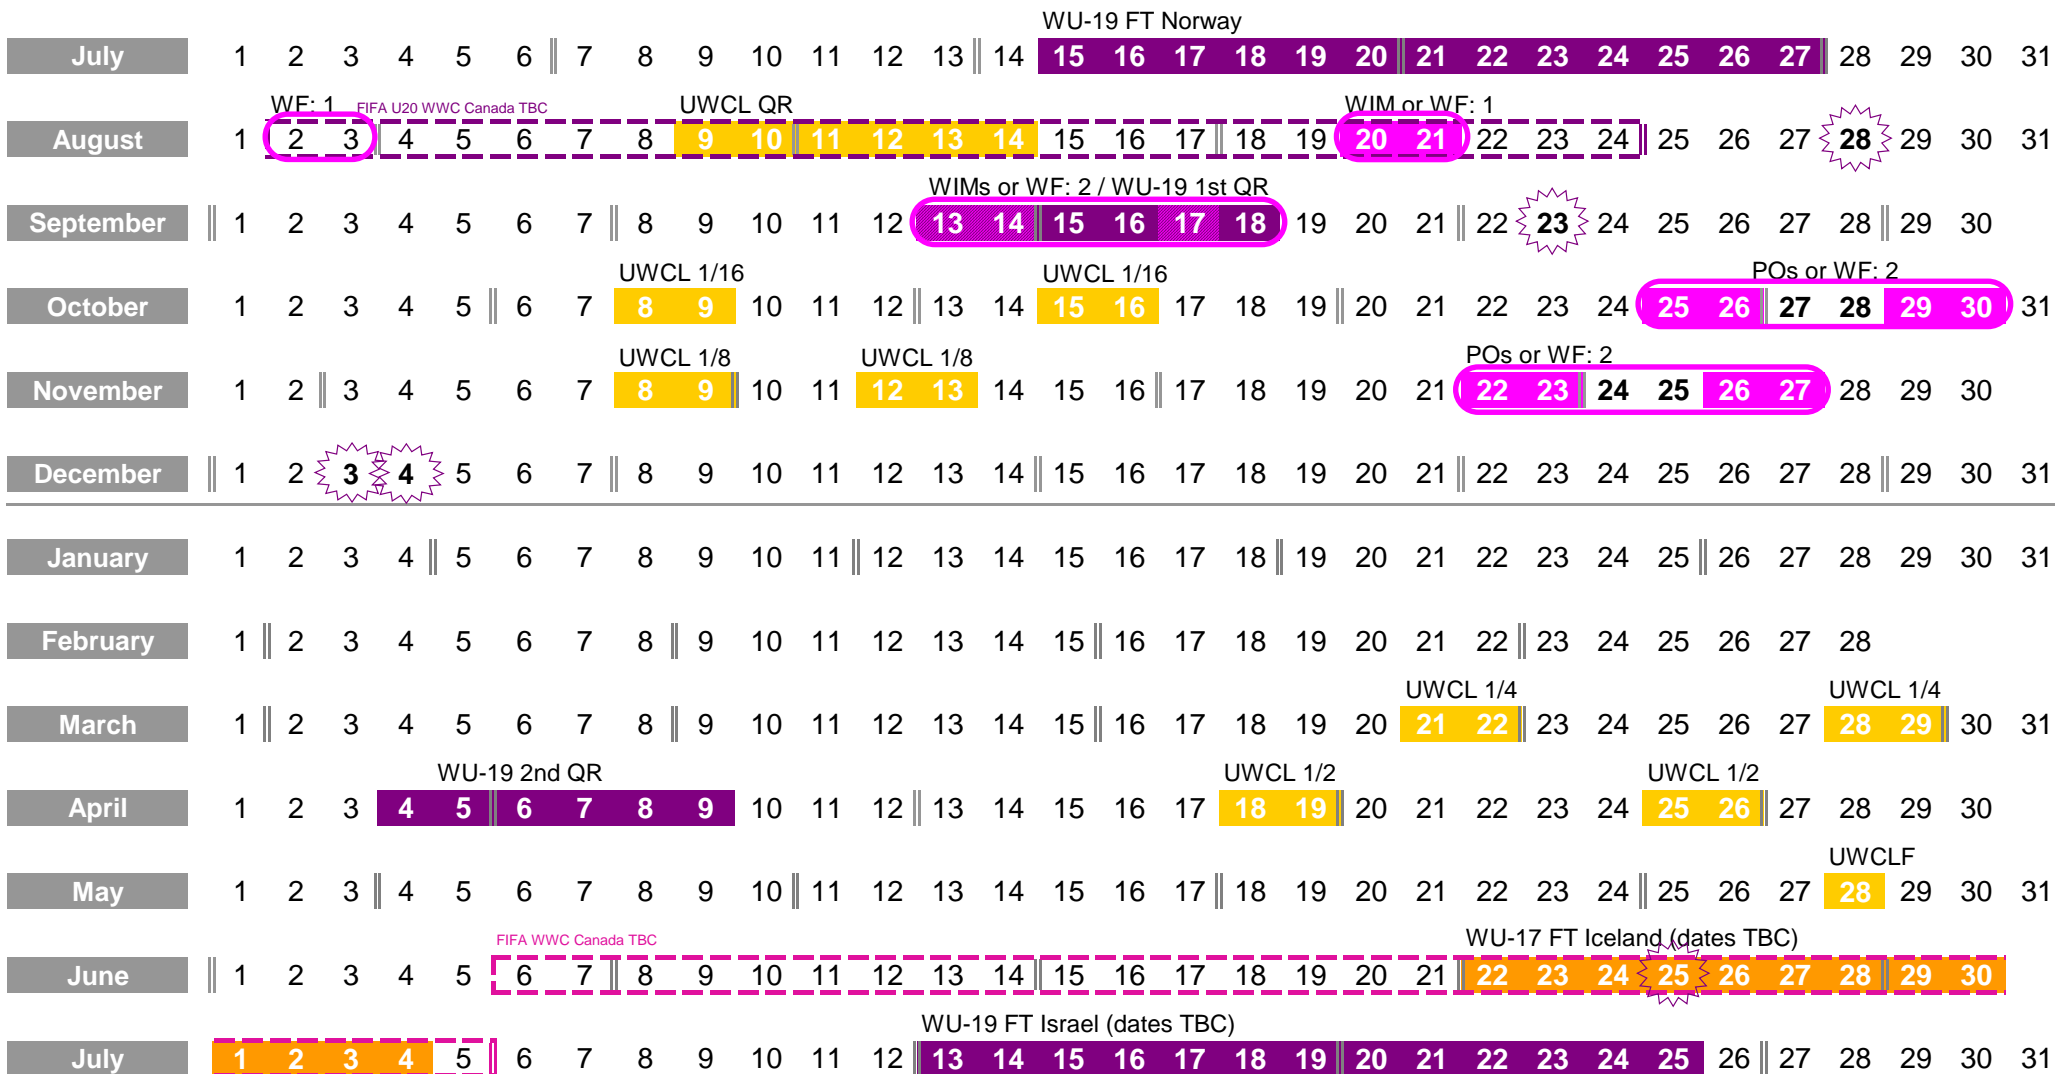 WU-19 FT Norway
July 1 2 3 4 5 6 7 8 9 10 11 12 13 14 15 16 17 18 19 20 21 22 23 24 25 26 27 28 29 30 31
WF: 1 FIFA U20 WWC Canada TBC UWCL QR WIM or WF: 1
August 1 2 3 4 5 6 7 8 9 10 11 12 13 14 15 16 17 18 19 20 21 22 23 24 25 26 27 28 29 30 31
WIMs or WF: 2 / WU-19 1st QR
September 1 2 3 4 5 6 7 8 9 10 11 12 13 14 15 16 17 18 19 20 21 22 23 24 25 26 27 28 29 30
UWCL 1/16 UWCL 1/16 POs or WF: 2
October 1 2 3 4 5 6 7 8 9 10 11 12 13 14 15 16 17 18 19 20 21 22 23 24 25 26 27 28 29 30 31
UWCL 1/8 UWCL 1/8 POs or WF: 2
November 1 2 3 4 5 6 7 8 9 10 11 12 13 14 15 16 17 18 19 20 21 22 23 24 25 26 27 28 29 30
December 1 2 3 4 5 6 7 8 9 10 11 12 13 14 15 16 17 18 19 20 21 22 23 24 25 26 27 28 29 30 31
January 1 2 3 4 5 6 7 8 9 10 11 12 13 14 15 16 17 18 19 20 21 22 23 24 25 26 27 28 29 30 31
February 1 2 3 4 5 6 7 8 9 10 11 12 13 14 15 16 17 18 19 20 21 22 23 24 25 26 27 28
UWCL 1/4 UWCL 1/4
March 1 2 3 4 5 6 7 8 9 10 11 12 13 14 15 16 17 18 19 20 21 22 23 24 25 26 27 28 29 30 31
WU-19 2nd QR UWCL 1/2 UWCL 1/2
April 1 2 3 4 5 6 7 8 9 10 11 12 13 14 15 16 17 18 19 20 21 22 23 24 25 26 27 28 29 30
UWCLF
May 1 2 3 4 5 6 7 8 9 10 11 12 13 14 15 16 17 18 19 20 21 22 23 24 25 26 27 28 29 30 31
FIFA WWC Canada TBC WU-17 FT Iceland (dates TBC)
June 1 2 3 4 5 6 7 8 9 10 11 12 13 14 15 16 17 18 19 20 21 22 23 24 25 26 27 28 29 30
WU-19 FT Israel (dates TBC)
July 1 2 3 4 5 6 7 8 9 10 11 12 13 14 15 16 17 18 19 20 21 22 23 24 25 26 27 28 29 30 31